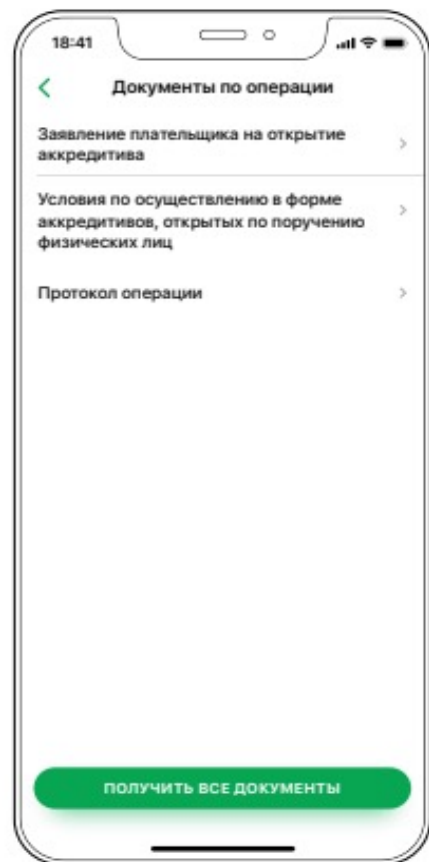 18:41
Документы по операции
Заявление плательщика на открытие
аккредитива
Условия по осуществлению в форме
аккредитивов, открытых по поручению
физических лиц
Протокол операции
ПОЛУЧИТЬ ВСЕ ДОКУМЕНТЫ